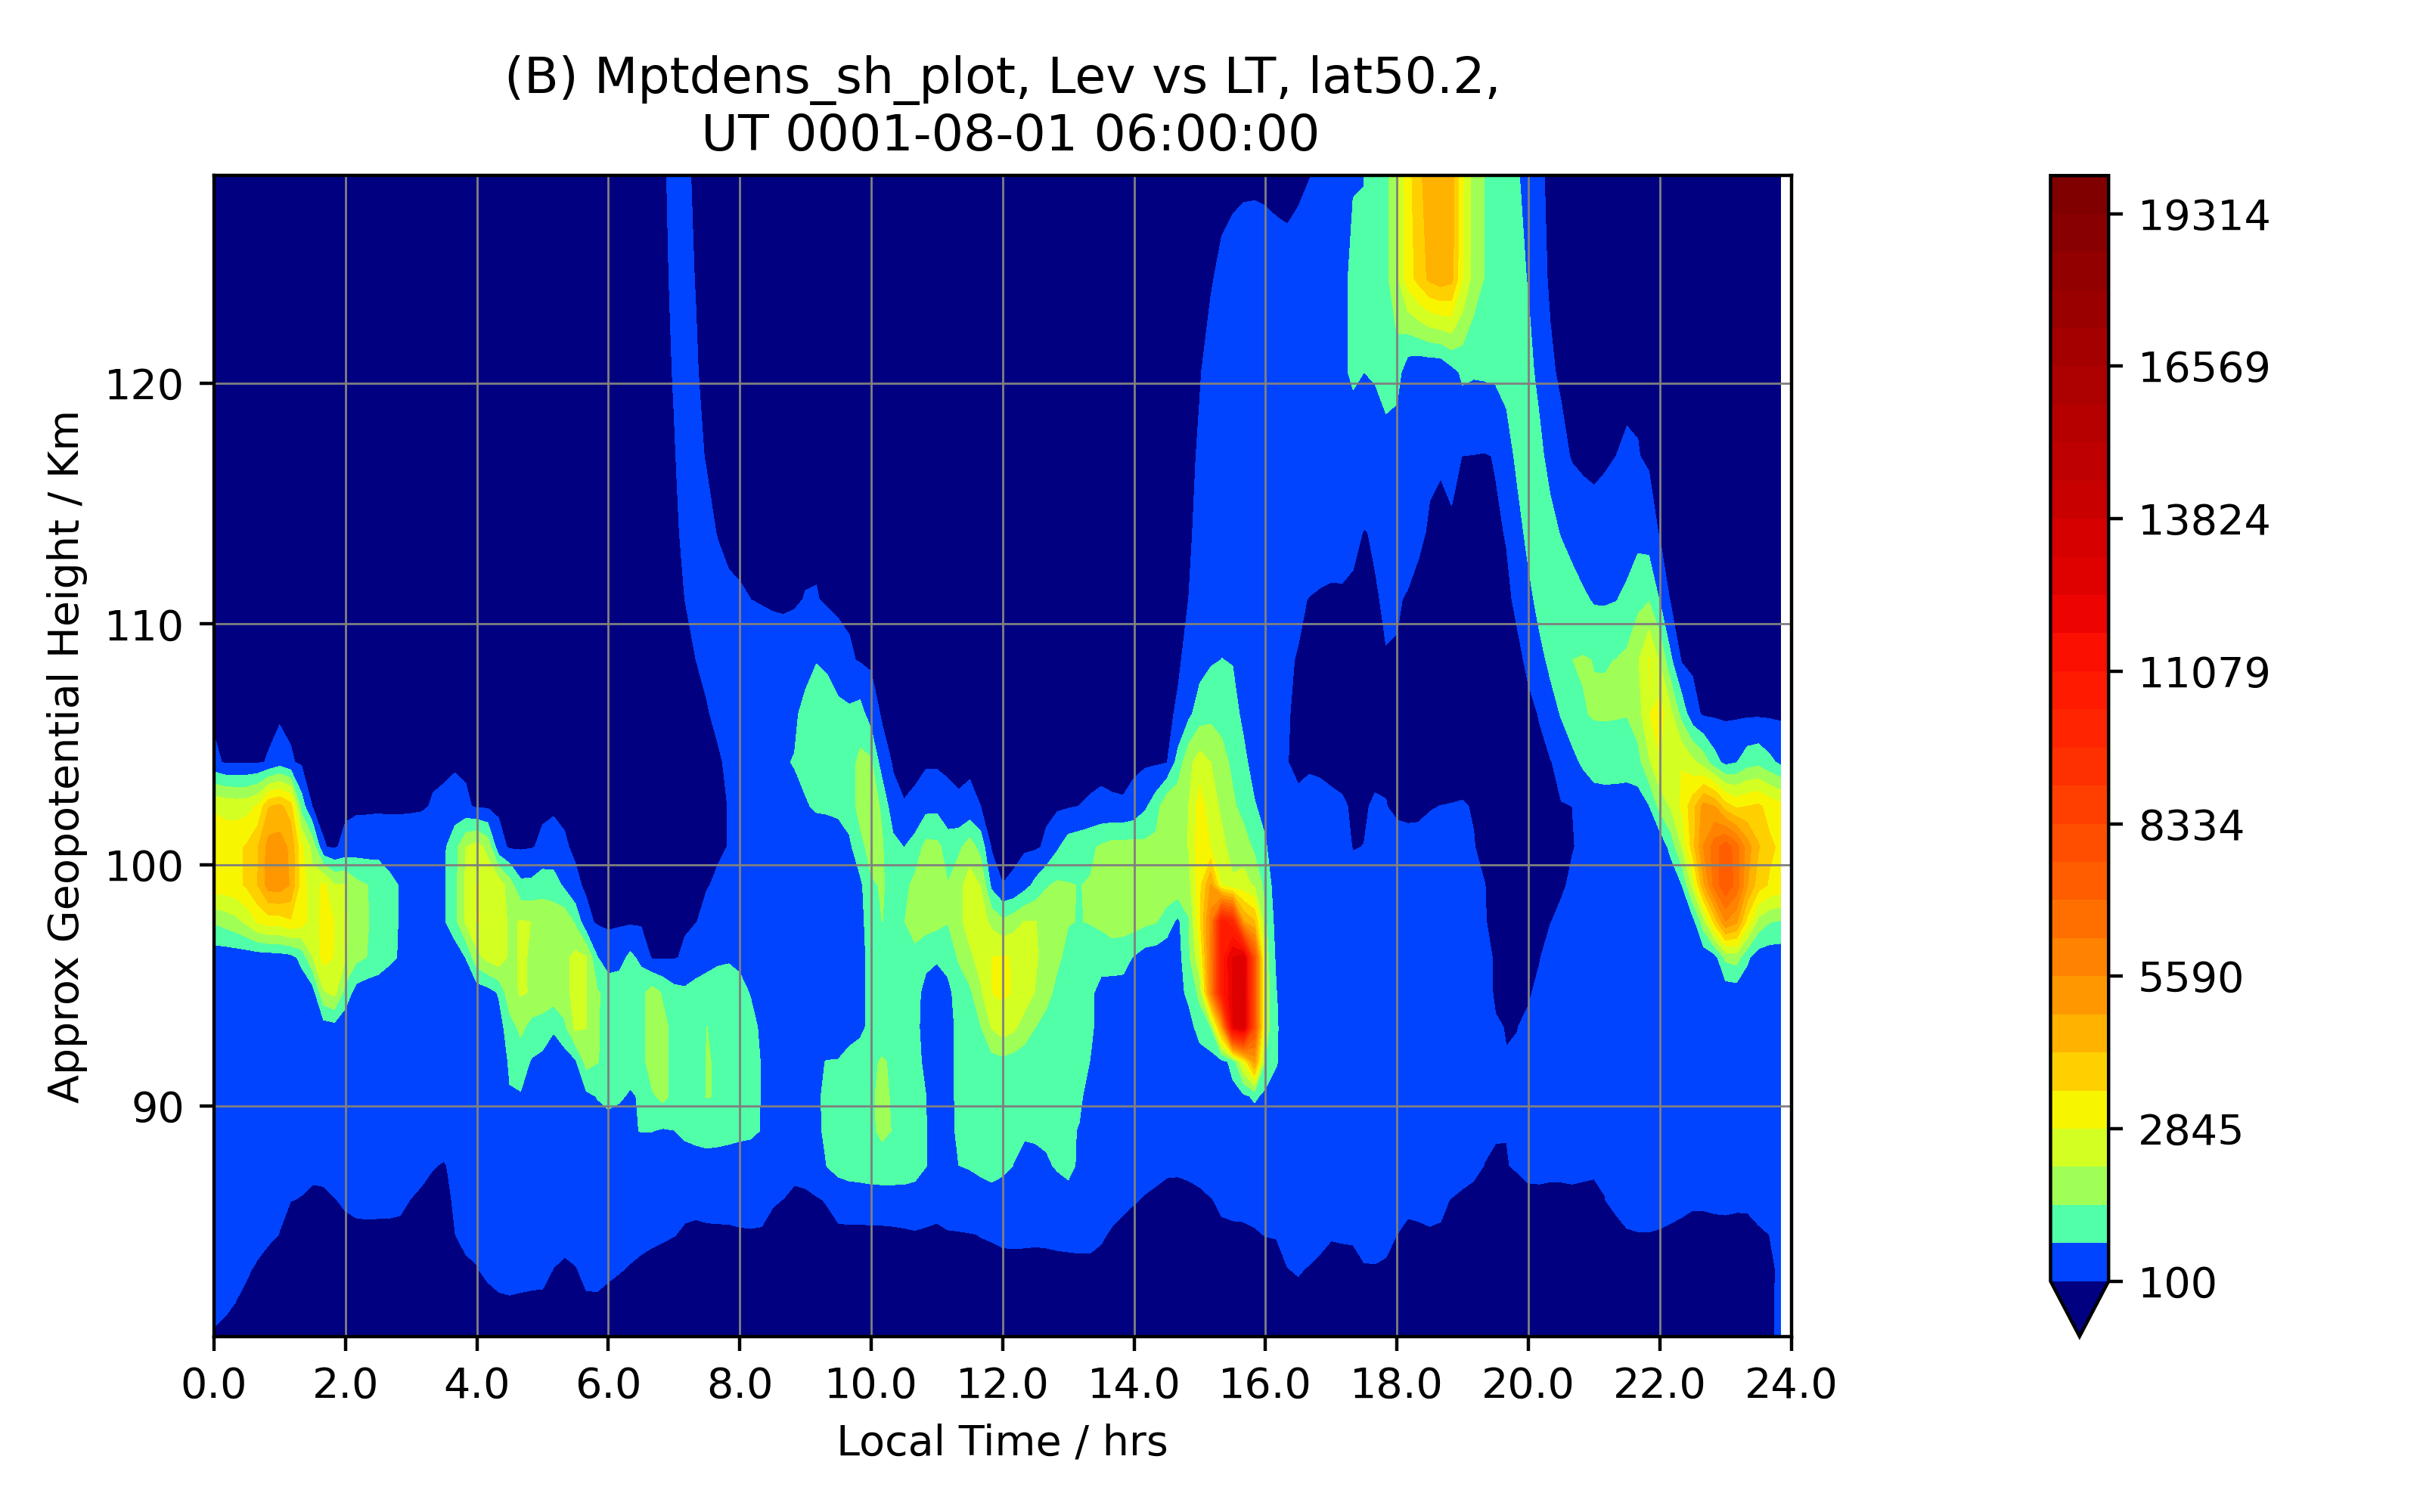 (B) Mptdens_sh_plot, Lev vs LT, lat50.2,
UT 0001-08-01 06:00:00
Approx Geopotential Height / Km
120
110
100
90
0.0 2.0 4.0 6.0 8.0 10.0 12.0 14.0 16.0 18.0 20.0 22.0 24.0
Local Time / hrs
19314
16569
13824
11079
8334
5590
2845
100